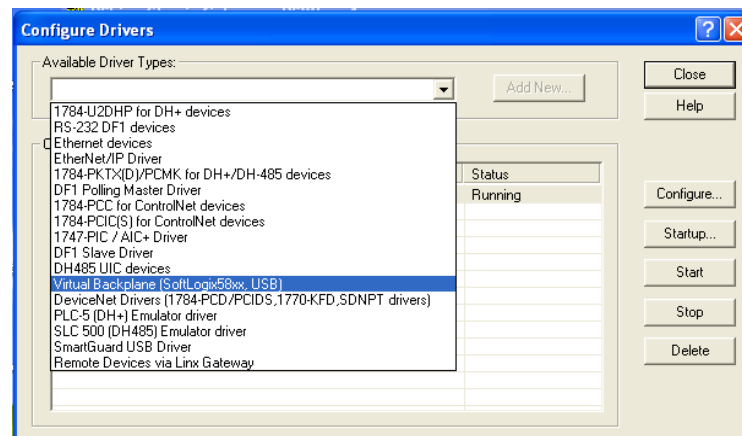 Configure Drivers
Available Driver Types:
Add New...
Close
Help
1784-U2DHP for DH+ devices
RS-232 DF1 devices
Ethernet devices
EtherNet/IP Driver
1784-PKTX(D)/PCMK for DH+/DH-485 devices
Status
DF1 Polling Master Driver
Running
Configure...
1784-PCC for ControlNet devices
1784-PCIC(S) for ControlNet devices
1747-PIC / AIC+ Driver
Startup...
DF1 Slave Driver
DH485 UIC devices
Start
Virtual Backplane (SoftLogix58xx, USB)
DeviceNet Drivers (1784-PCD/PCIDS,1770-KFD,SDNPT drivers)
PLC-5 (DH+) Emulator driver
Stop
SLC 500 (DH485) Emulator driver
SmartGuard USB Driver
Delete
Remote Devices via Linx Gateway